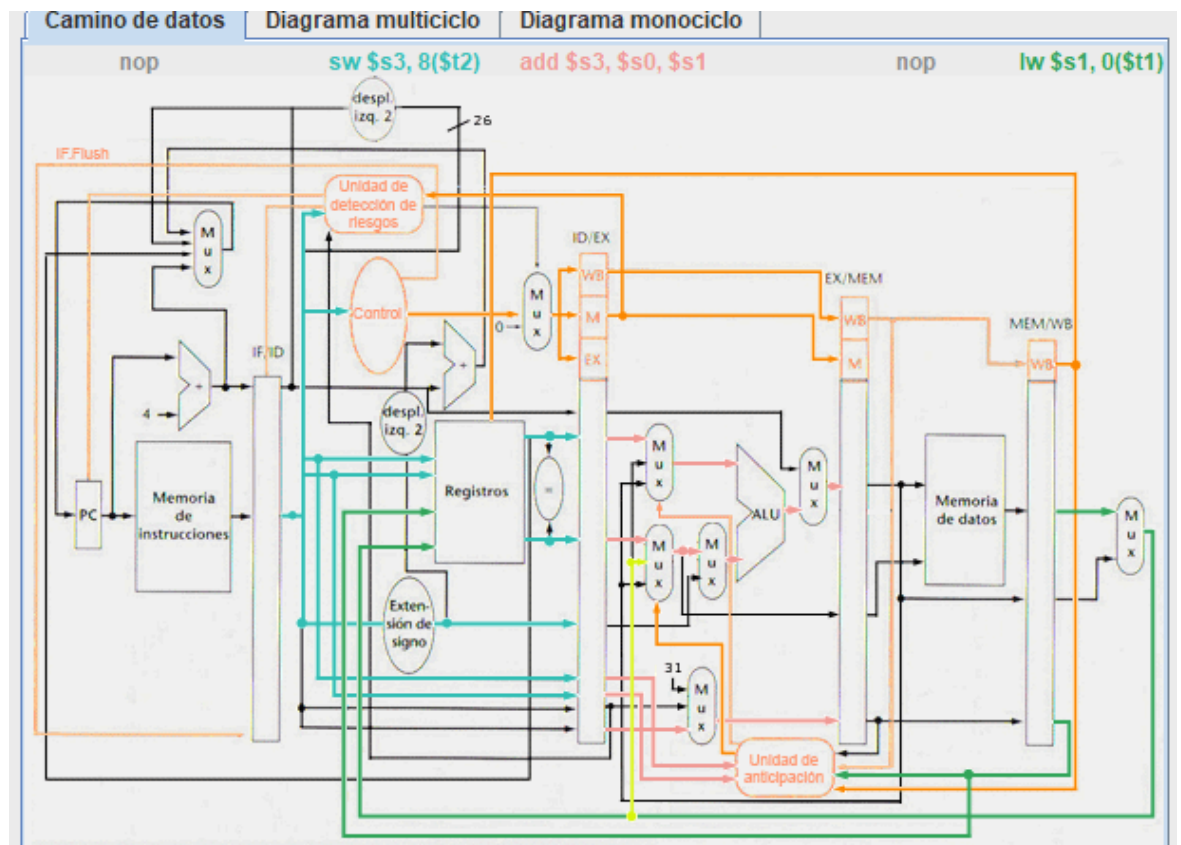 Camino de datos
Diagrama multiciclo
Diagrama monociclo
nop
sw $s3, 8($t2)
add $s3, $s0, $s1
nop
lw $s1, 0($t1)
despl.
izq. 2
26
IF.Flush
Unidad de
detección de
riesgos
M
u
x
ID/EX
WB
M
EX
Control
M
u
x
0
EX/MEM
WB
M
MEM/WB
WB
IF/ID
+
+
4
despl.
izq. 2
PC
Memoria
de
instrucciones
Registros
=
M
u
x
M
u
x
M
u
x
ALU
M
u
x
Memoria
de datos
M
u
x
Exten-
sión de
signo
31
M
u
x
Unidad de
anticipación